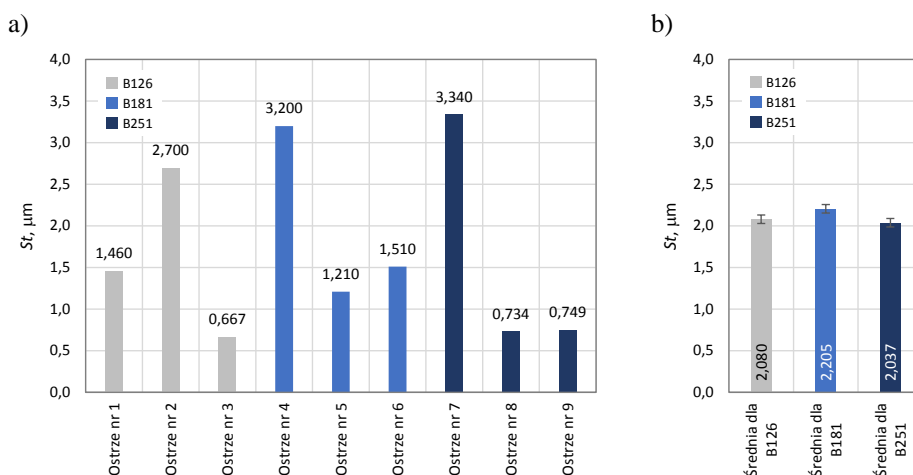 a)
4,0
3,5
3,0
2,5
2,0
1,5
1,0
0,5
0,0
St, µm
B126
B181
B251
1,460
2,700
0,667
3,200
1,210
1,510
3,340
0,734
0,749
Ostrze nr 1
Ostrze nr 2
Ostrze nr 3
Ostrze nr 4
Ostrze nr 5
Ostrze nr 6
Ostrze nr 7
Ostrze nr 8
Ostrze nr 9
b)
4,0
3,5
3,0
2,5
2,0
1,5
1,0
0,5
0,0
St, µm
B126
B181
B251
2,080
2,205
2,037
Średnia dla
B126
Średnia dla
B181
Średnia dla
B251